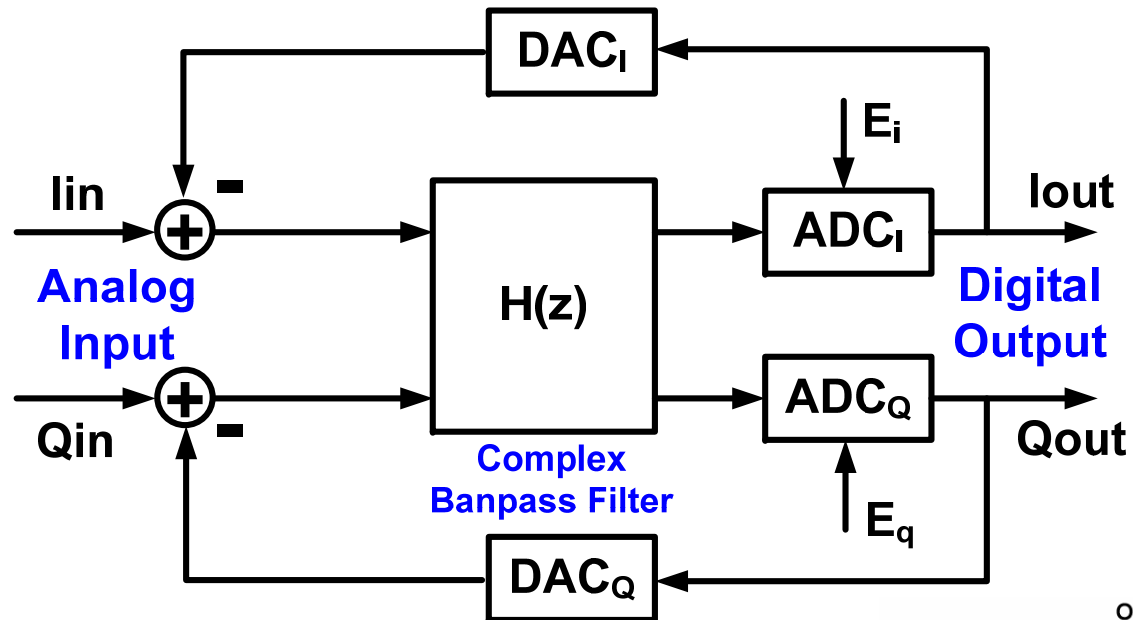 DACI
Ei
Iin
Iout
ADCI
Analog
Input
H(z)
Digital
Output
ADCQ
Qin
Qout
Complex
Banpass Filter
Eq
DACQ
o